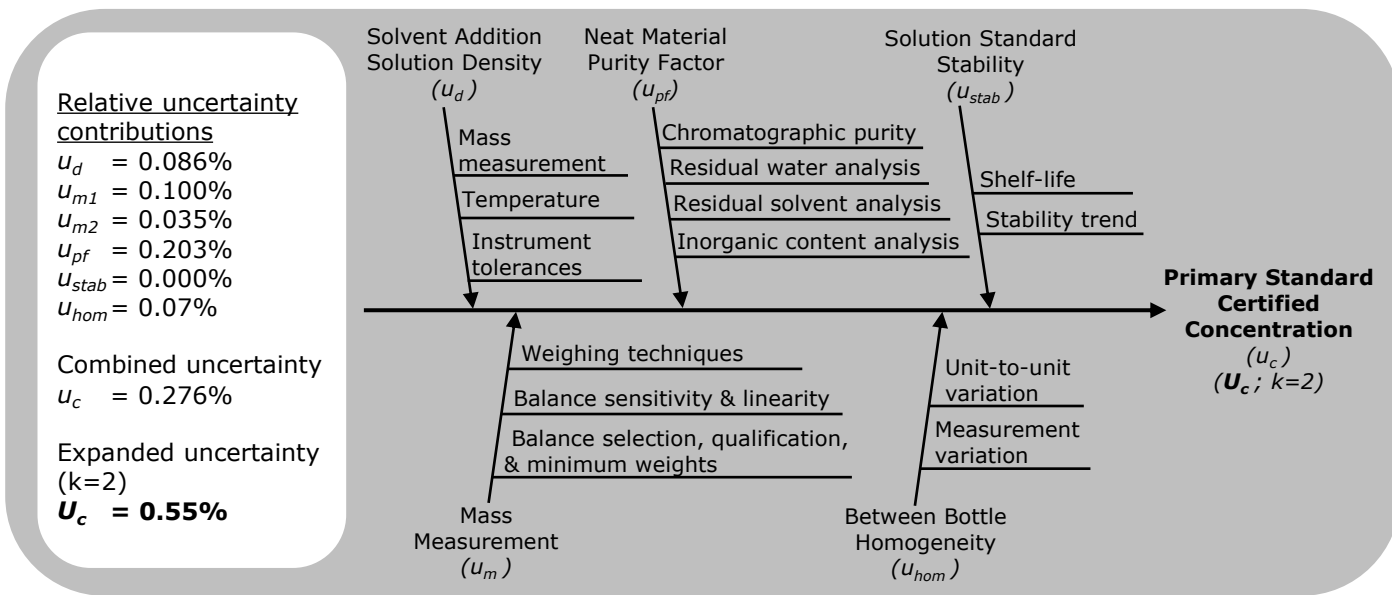 Relative uncertainty
contributions
u_d = 0.086%
u_m1 = 0.100%
u_m2 = 0.035%
u_pf = 0.203%
u_stab = 0.000%
u_hom = 0.07%
Combined uncertainty
u_c = 0.276%
Expanded uncertainty
(k=2)
U_c = 0.55%
Solvent Addition
Solution Density
(u_d)
Mass
measurement
Temperature
Instrument
tolerances
Neat Material
Purity Factor
(u_pf)
Chromatographic purity
Residual water analysis
Residual solvent analysis
Inorganic content analysis
Solution Standard
Stability
(u_stab)
Shelf-life
Stability trend
Weighing techniques
Balance sensitivity & linearity
Balance selection, qualification,
& minimum weights
Mass
Measurement
(u_m)
Unit-to-unit
variation
Measurement
variation
Between Bottle
Homogeneity
(u_hom)
Primary Standard
Certified
Concentration
(u_c)
(U_c; k=2)